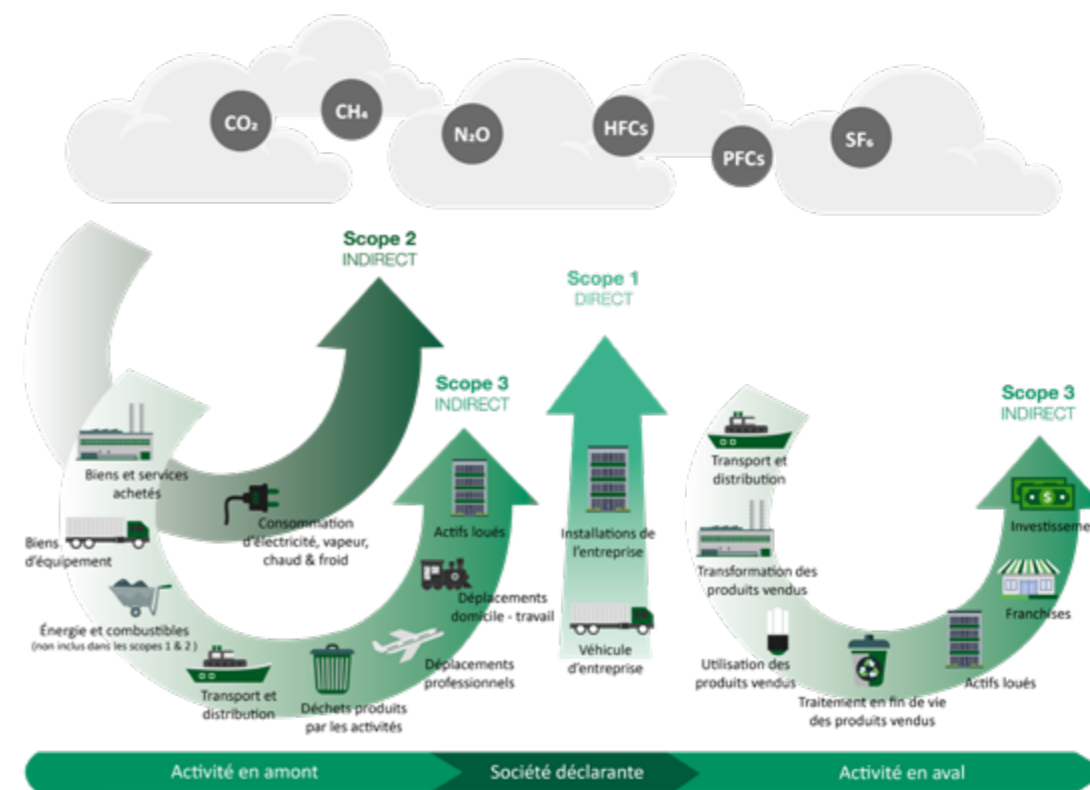 CO₂
CH₄
N₂O
HFCs
PFCs
SF₆
Scope 2
INDIRECT
Scope 1
DIRECT
Scope 3
INDIRECT
Scope 3
INDIRECT
Biens et services
achetés
Biens
d'équipement
Énergie et combustibles
(non inclus dans les scopes 1 & 2 )
Transport et
distribution
Déchets produits
par les activités
Déplacements
professionnels
Déplacements
domicile - travail
Actifs loués
Consommation
d'électricité, vapeur,
chaud & froid
Installations de
l'entreprise
Véhicule
d'entreprise
Transport et
distribution
Transformation des
produits vendus
Utilisation des
produits vendus
Traitement en fin de vie
des produits vendus
Actifs loués
Franchises
Investisseme
Activité en amont
Société déclarante
Activité en aval